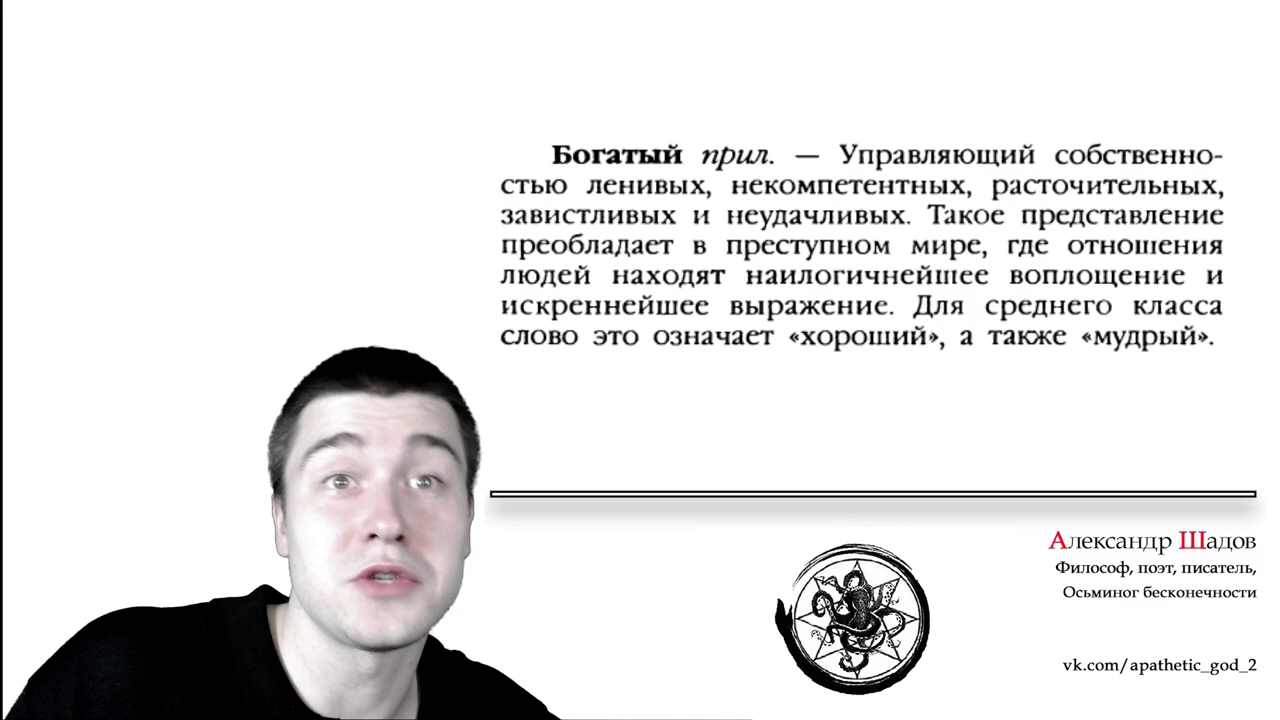 Богатый прил. — Управляющий собственно-
стью ленивых, некомпетентных, расточительных,
завистливых и неудачливых. Такое представление
преобладает в преступном мире, где отношения
людей находят наилогичнейшее воплощение и
искреннейшее выражение. Для среднего класса
слово это означает «хороший», а также «мудрый».
Александр Шадов
Философ, поэт, писатель,
Осьминог бесконечности
vk.com/apathetic_god_2